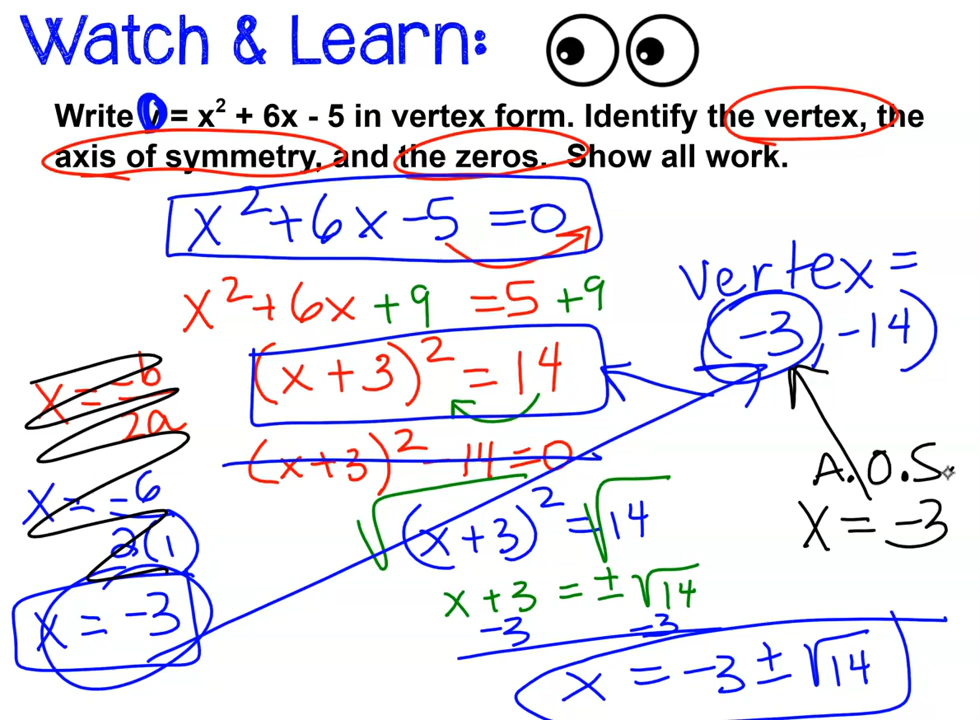 Watch & Learn:
Write y = x² + 6x - 5 in vertex form. Identify the vertex, the
axis of symmetry, and the zeros. Show all work.
x² + 6x - 5 = 0
x² + 6x + 9 = 5 + 9
(x + 3)² = 14
(x + 3)² - 14 = 0
√(x + 3)² = √14
x + 3 = ± √14
-3 -3
x = -3 ± √14
vertex =
(-3, -14)
A.O.S
x = -3
x = -b
2a
x = -6
2(1)
x = -3